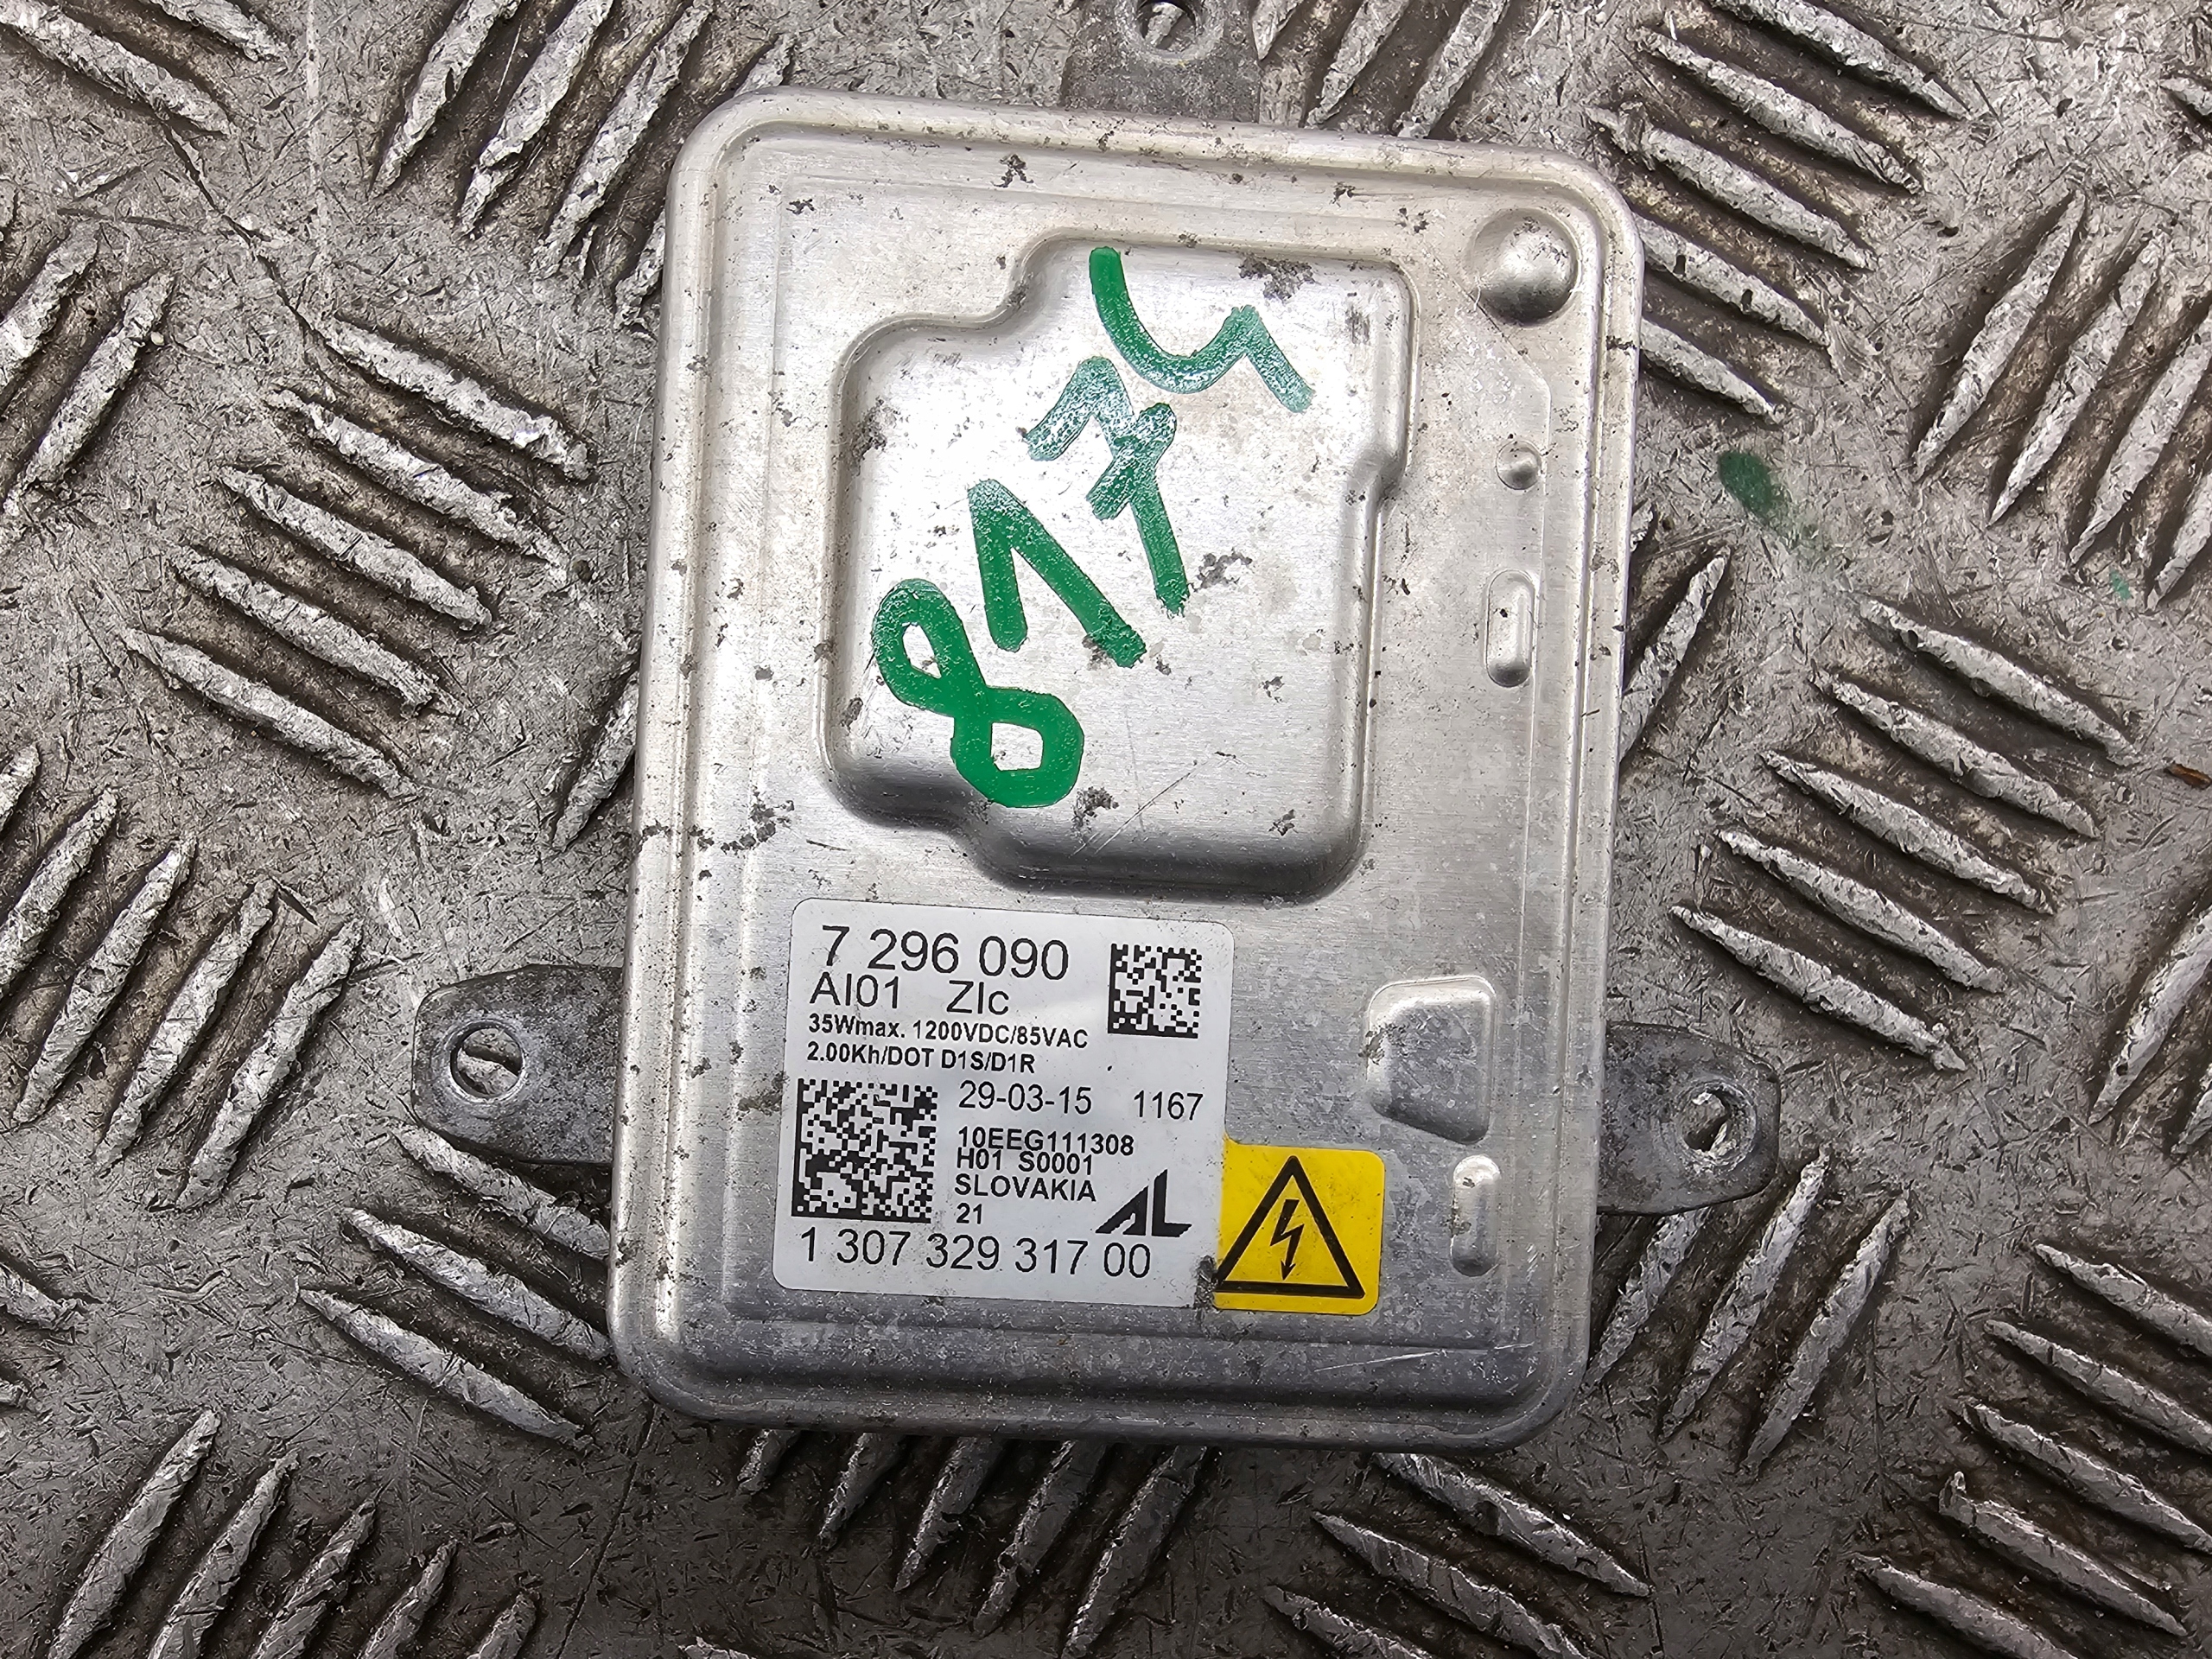 8174
7 296 090
AI01 ZIc
35Wmax. 1200VDC/85VAC
2.00Kh/DOT D1S/D1R
29-03-15 1167
10EEG111308
H01 S0001
SLOVAKIA
21
AL
1 307 329 317 00